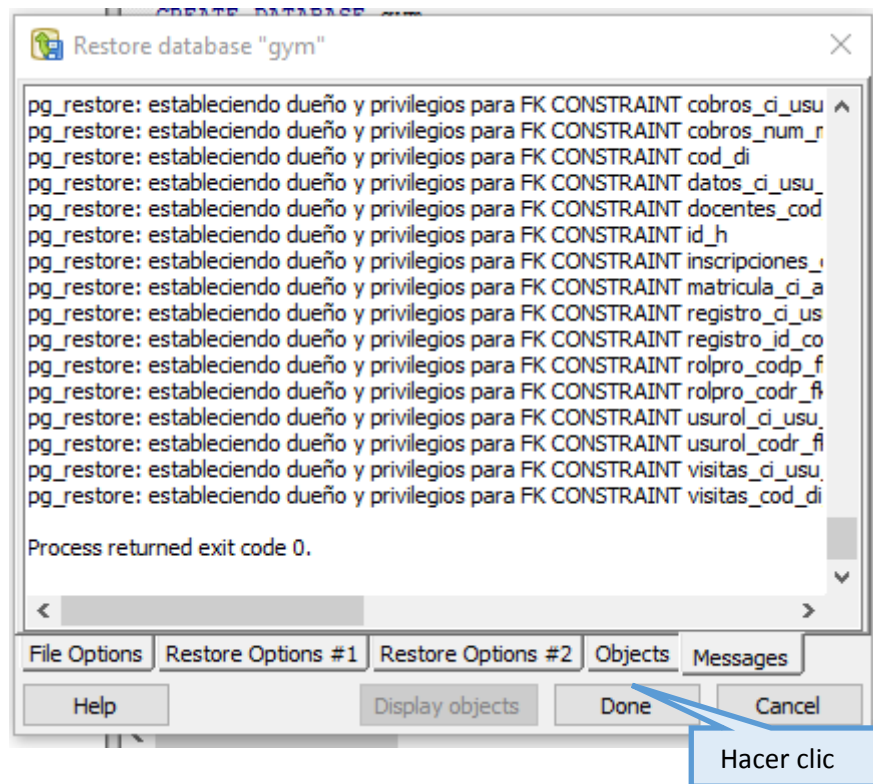 CREATE DATABASE gym
Restore database "gym"
pg_restore: estableciendo dueño y privilegios para FK CONSTRAINT cobros_ci_usu
pg_restore: estableciendo dueño y privilegios para FK CONSTRAINT cobros_num_r
pg_restore: estableciendo dueño y privilegios para FK CONSTRAINT cod_di
pg_restore: estableciendo dueño y privilegios para FK CONSTRAINT datos_ci_usu_
pg_restore: estableciendo dueño y privilegios para FK CONSTRAINT docentes_cod
pg_restore: estableciendo dueño y privilegios para FK CONSTRAINT id_h
pg_restore: estableciendo dueño y privilegios para FK CONSTRAINT inscripciones_
pg_restore: estableciendo dueño y privilegios para FK CONSTRAINT matricula_ci_a
pg_restore: estableciendo dueño y privilegios para FK CONSTRAINT registro_ci_us
pg_restore: estableciendo dueño y privilegios para FK CONSTRAINT registro_id_co
pg_restore: estableciendo dueño y privilegios para FK CONSTRAINT rolpro_codp_f
pg_restore: estableciendo dueño y privilegios para FK CONSTRAINT rolpro_codr_f
pg_restore: estableciendo dueño y privilegios para FK CONSTRAINT usurol_ci_usu_
pg_restore: estableciendo dueño y privilegios para FK CONSTRAINT usurol_codr_f
pg_restore: estableciendo dueño y privilegios para FK CONSTRAINT visitas_ci_usu_
pg_restore: estableciendo dueño y privilegios para FK CONSTRAINT visitas_cod_di
Process returned exit code 0.
File Options Restore Options #1 Restore Options #2 Objects Messages
Help Display objects Done Cancel
Hacer clic